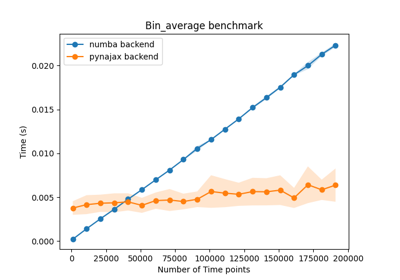 Bin_average benchmark
numba backend
pynajax backend
Time (s)
0.020
0.015
0.010
0.005
0.000
0 25000 50000 75000 100000 125000 150000 175000 200000
Number of Time points